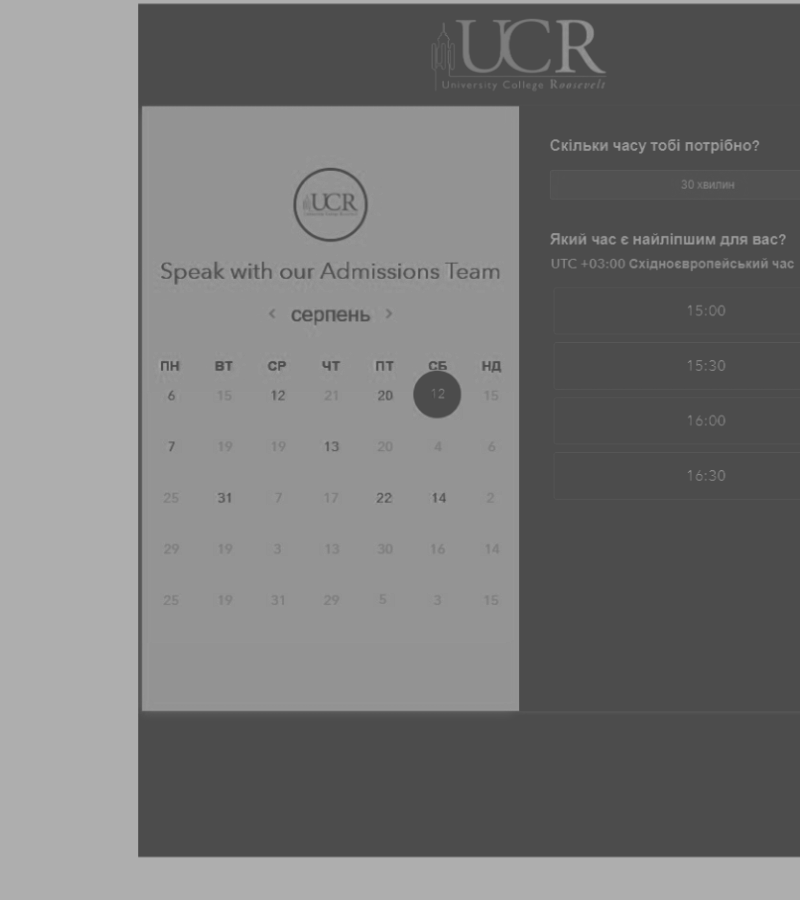 UCR
University College Roosevelt
UCR
Speak with our Admissions Team
‹ серпень ›
ПН ВТ СР ЧТ ПТ СБ НД
6 15 12 21 20 12 15
7 19 19 13 20 4 6
25 31 7 17 22 14 2
29 19 3 13 30 16 14
25 19 31 29 5 3 15
Скільки часу тобі потрібно?
30 хвилин
Який час є найліпшим для вас?
UTC +03:00 Східноєвропейський час
15:00
15:30
16:00
16:30